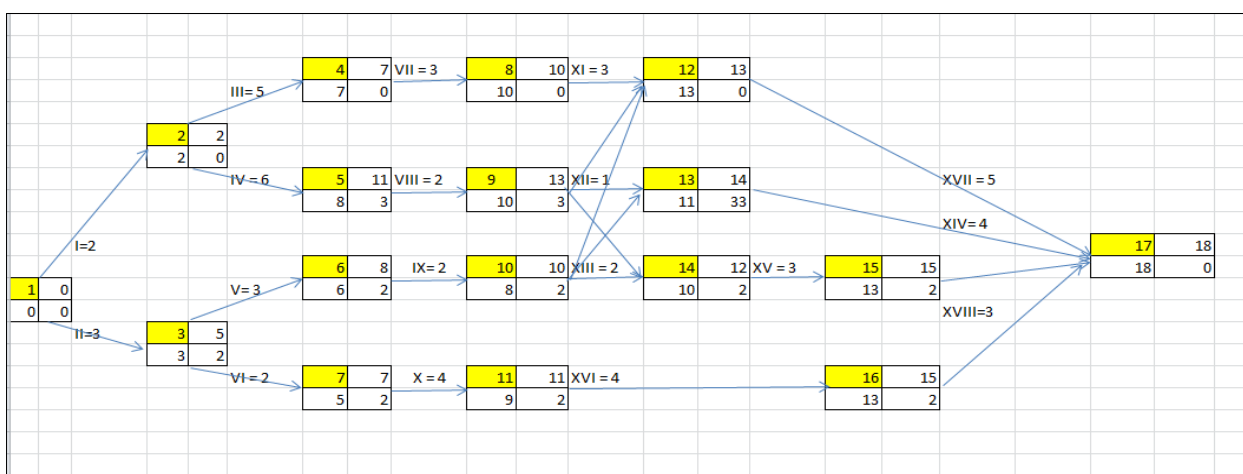 4 7 VII = 3 8 10 XI = 3 12 13
7 0 10 0 13 0
III= 5
2 2
2 0
IV = 6 5 11 VIII = 2 9 13 XII= 1 13 14
8 3 10 3 11 33
XVII = 5
XIV= 4
I=2 17 18
18 0
6 8 IX= 2 10 10 XIII = 2 14 12 XV = 3 15 15
1 0 V= 3 6 2 8 2 10 2 13 2
0 0 XVIII=3
II=3 3 5
3 2
VI = 2 7 7 X = 4 11 11 XVI = 4 16 15
5 2 9 2 13 2